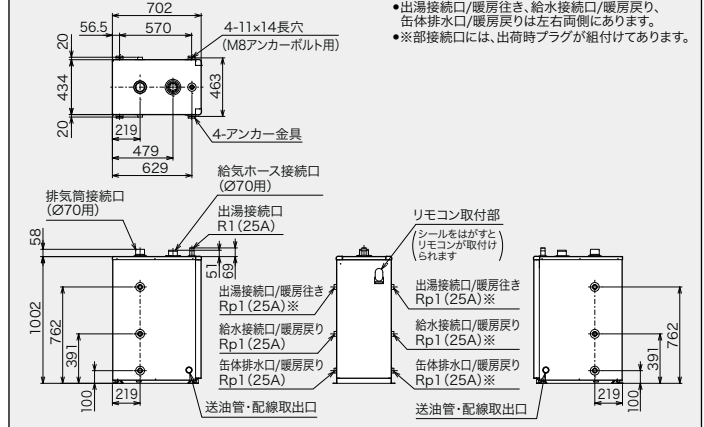 702
56.5
570
4-11×14長穴
(M8アンカーボルト用)
20
434
463
20
219
4-アンカー金具
479
629
•出湯接続口/暖房往き、給水接続口/暖房戻り、
缶体排水口/暖房戻りは左右両側にあります。
•※部接続口には、出荷時プラグが組付けてあります。
排気筒接続口
(Ø70用)
給気ホース接続口
(Ø70用)
出湯接続口
R1(25A)
リモコン取付部
(シールをはがすと
リモコンが取付け
られます)
58
51
69
1002
762
391
100
219
出湯接続口/暖房往き
Rp1(25A)※
給水接続口/暖房戻り
Rp1(25A)
缶体排水口/暖房戻り
Rp1(25A)
送油管・配線取出口
出湯接続口/暖房往き
Rp1(25A)※
給水接続口/暖房戻り
Rp1(25A)※
缶体排水口/暖房戻り
Rp1(25A)※
送油管・配線取出口
762
391
100
219